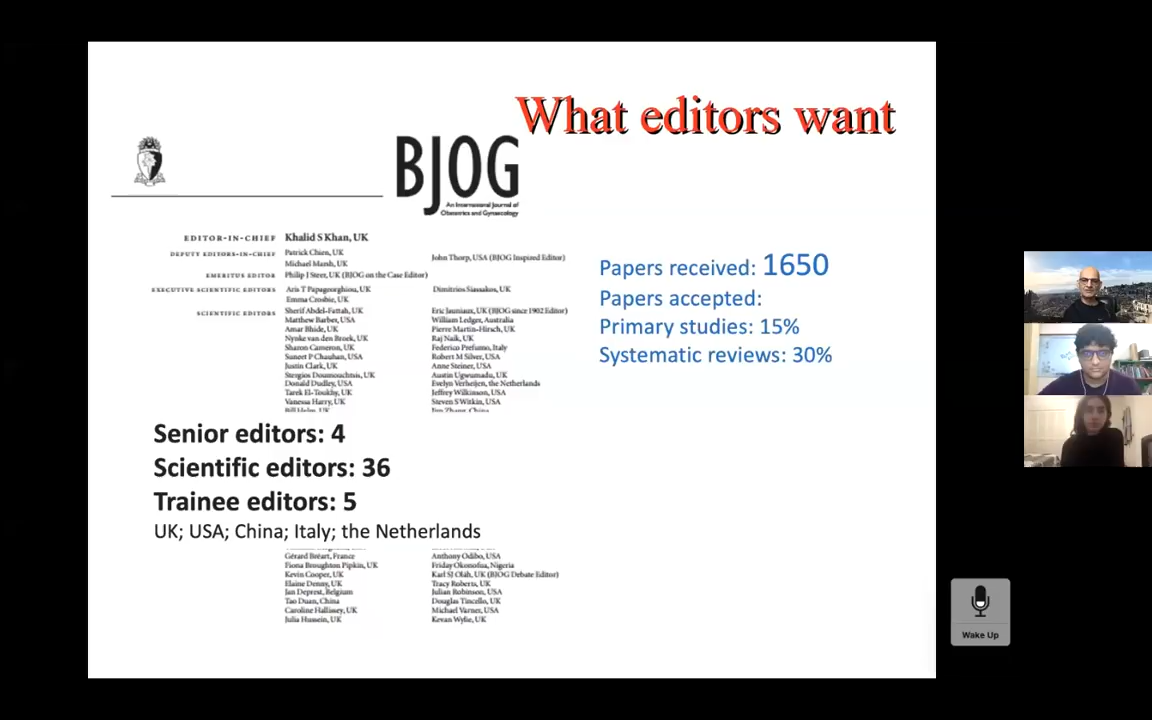 What editors want
BJOG
An International Journal of
Obstetrics and Gynaecology
EDITOR-IN-CHIEF Khalid S Khan, UK
DEPUTY EDITORS-IN-CHIEF Patrick Chien, UK
Michael Marsh, UK
John Thorp, USA (BJOG Inspired Editor)
EMERITUS EDITOR Philip J Steer, UK (BJOG on the Case Editor)
EXECUTIVE SCIENTIFIC EDITORS Aris T Papageorghiou, UK Dimitrios Siassakos, UK
Emma Crosbie, UK
SCIENTIFIC EDITORS Sherif Abdel-Fattah, UK Eric Jauniaux, UK (BJOG since 1902 Editor)
Matthew Barber, USA William Ledger, Australia
Amar Bhide, UK Pierre Martin-Hirsch, UK
Nynke van den Broek, UK Raj Naik, UK
Sharon Cameron, UK Federico Prefumo, Italy
Suneet P Chauhan, USA Robert M Silver, USA
Justin Clark, UK Anne Steiner, USA
Stergios Doumouchtsis, UK Austin Ugwumadu, UK
Donald Dudley, USA Evelyn Verheijen, the Netherlands
Tarek El-Toukhy, UK Jeffrey Wilkinson, USA
Vanessa Harry, UK Steven S Witkin, USA
Papers received: 1650
Papers accepted:
Primary studies: 15%
Systematic reviews: 30%
Senior editors: 4
Scientific editors: 36
Trainee editors: 5
UK; USA; China; Italy; the Netherlands
Gérard Bréart, France Anthony Odibo, USA
Fiona Broughton Pipkin, UK Friday Okonofua, Nigeria
Kevin Cooper, UK Karl SJ Oláh, UK (BJOG Debate Editor)
Elaine Denny, UK Tracy Roberts, UK
Jan Deprest, Belgium Julian Robinson, USA
Tao Duan, China Douglas Tincello, UK
Caroline Hallissey, UK Michael Varner, USA
Julia Hussein, UK Kevan Wylie, UK
Wake Up